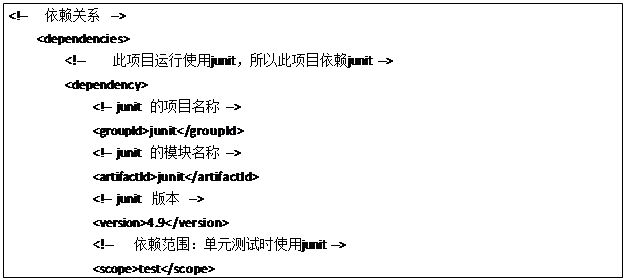 <!–  依赖关系  –>
<dependencies>
<!–  此项目运行使用junit，所以此项目依赖junit –>
<dependency>
<!– junit 的项目名称 –>
<groupId>junit</groupId>
<!– junit 的模块名称 –>
<artifactId>junit</artifactId>
<!– junit 版本 –>
<version>4.9</version>
<!–  依赖范围：单元测试时使用junit –>
<scope>test</scope>